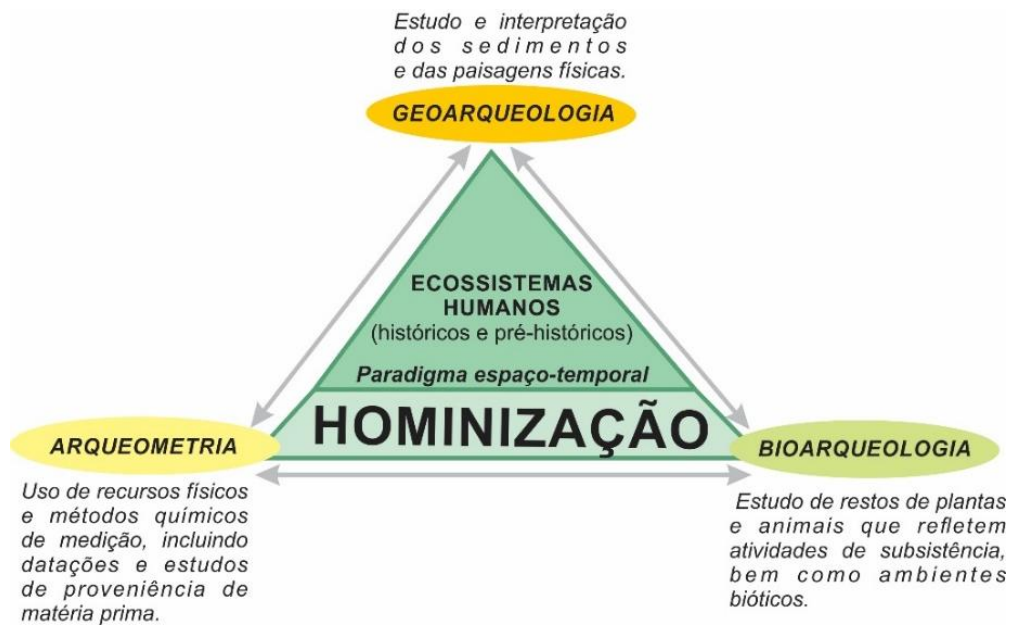 Estudo e interpretação
dos sedimentos
e das paisagens físicas.
GEOARQUEOLOGIA
ECOSSISTEMAS
HUMANOS
(históricos e pré-históricos)
Paradigma espaço-temporal
HOMINIZAÇÃO
ARQUEOMETRIA
Uso de recursos físicos
e métodos químicos
de medição, incluindo
datações e estudos
de proveniência de
matéria prima.
BIOARQUEOLOGIA
Estudo de restos de plantas
e animais que refletem
atividades de subsistência,
bem como ambientes
bióticos.